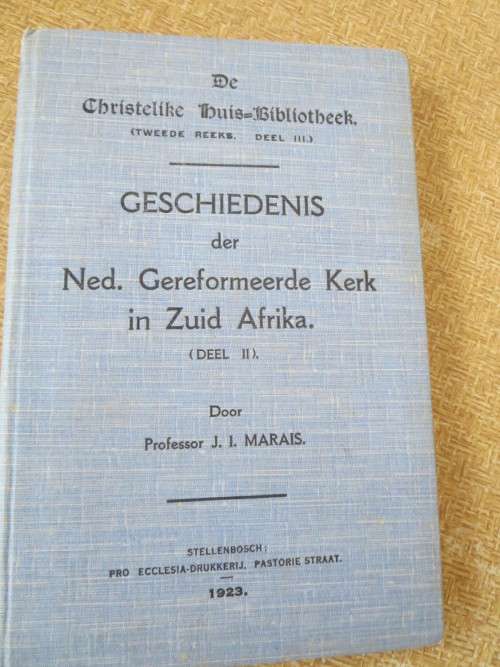 De
Christelike Huis=Bibliotheek.
(TWEEDE REEKS. DEEL III.)
GESCHIEDENIS
der
Ned. Gereformeerde Kerk
in Zuid Afrika.
(DEEL II).
Door
Professor J. I. MARAIS.
STELLENBOSCH:
PRO ECCLESIA-DRUKKERIJ, PASTORIE STRAAT.
1923.